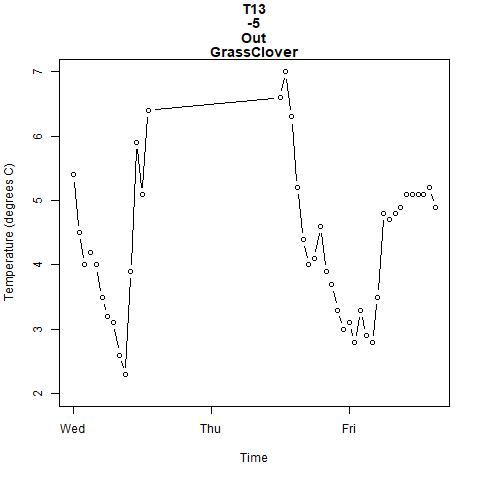 T13
-5
Out
GrassClover
7
6
5
4
3
2
Temperature (degrees C)
Wed Thu Fri
Time